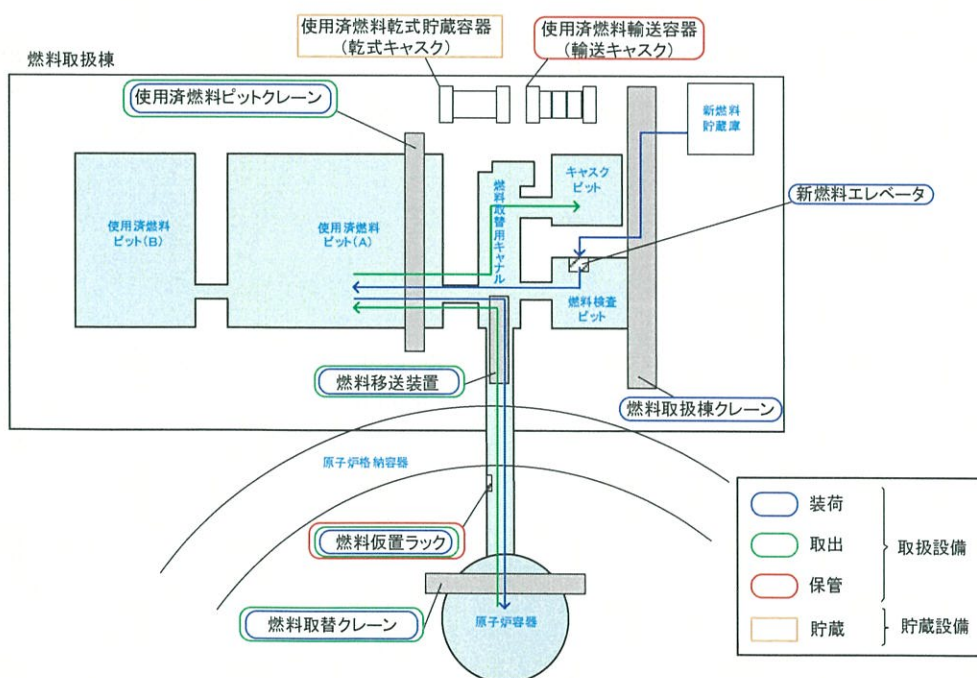 使用済燃料乾式貯蔵容器
(乾式キャスク)
使用済燃料輸送容器
(輸送キャスク)
燃料取扱棟
使用済燃料ピットクレーン
新燃料
貯蔵庫
キャスク
ピット
新燃料エレベータ
燃料取替用キャナル
使用済燃料
ピット(B)
使用済燃料
ピット(A)
燃料検査
ピット
燃料移送装置
燃料取扱棟クレーン
原子炉格納容器
燃料仮置ラック
燃料取替クレーン
原子炉容器
装荷
取出
保管
取扱設備
貯蔵
貯蔵設備